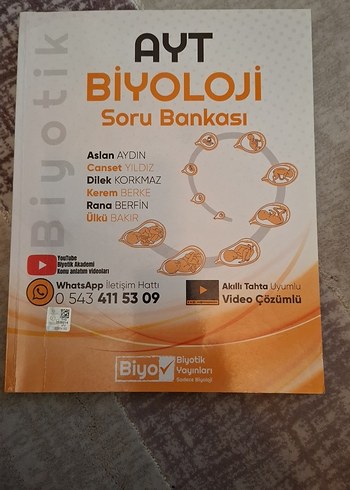 Biyotik
AYT
BİYOLOJİ
Soru Bankası
Aslan AYDIN
Canset YILDIZ
Dilek KORKMAZ
Kerem BERKE
Rana BERFİN
Ülkü BAKIR
YouTube
Biyotik Akademi
Konu anlatım videoları
WhatsApp İletişim Hattı
0 543 411 53 09
Akıllı Tahta Uyumlu
Video Çözümlü
Biyo
Biyotik
Yayınları
Sadece Biyoloji